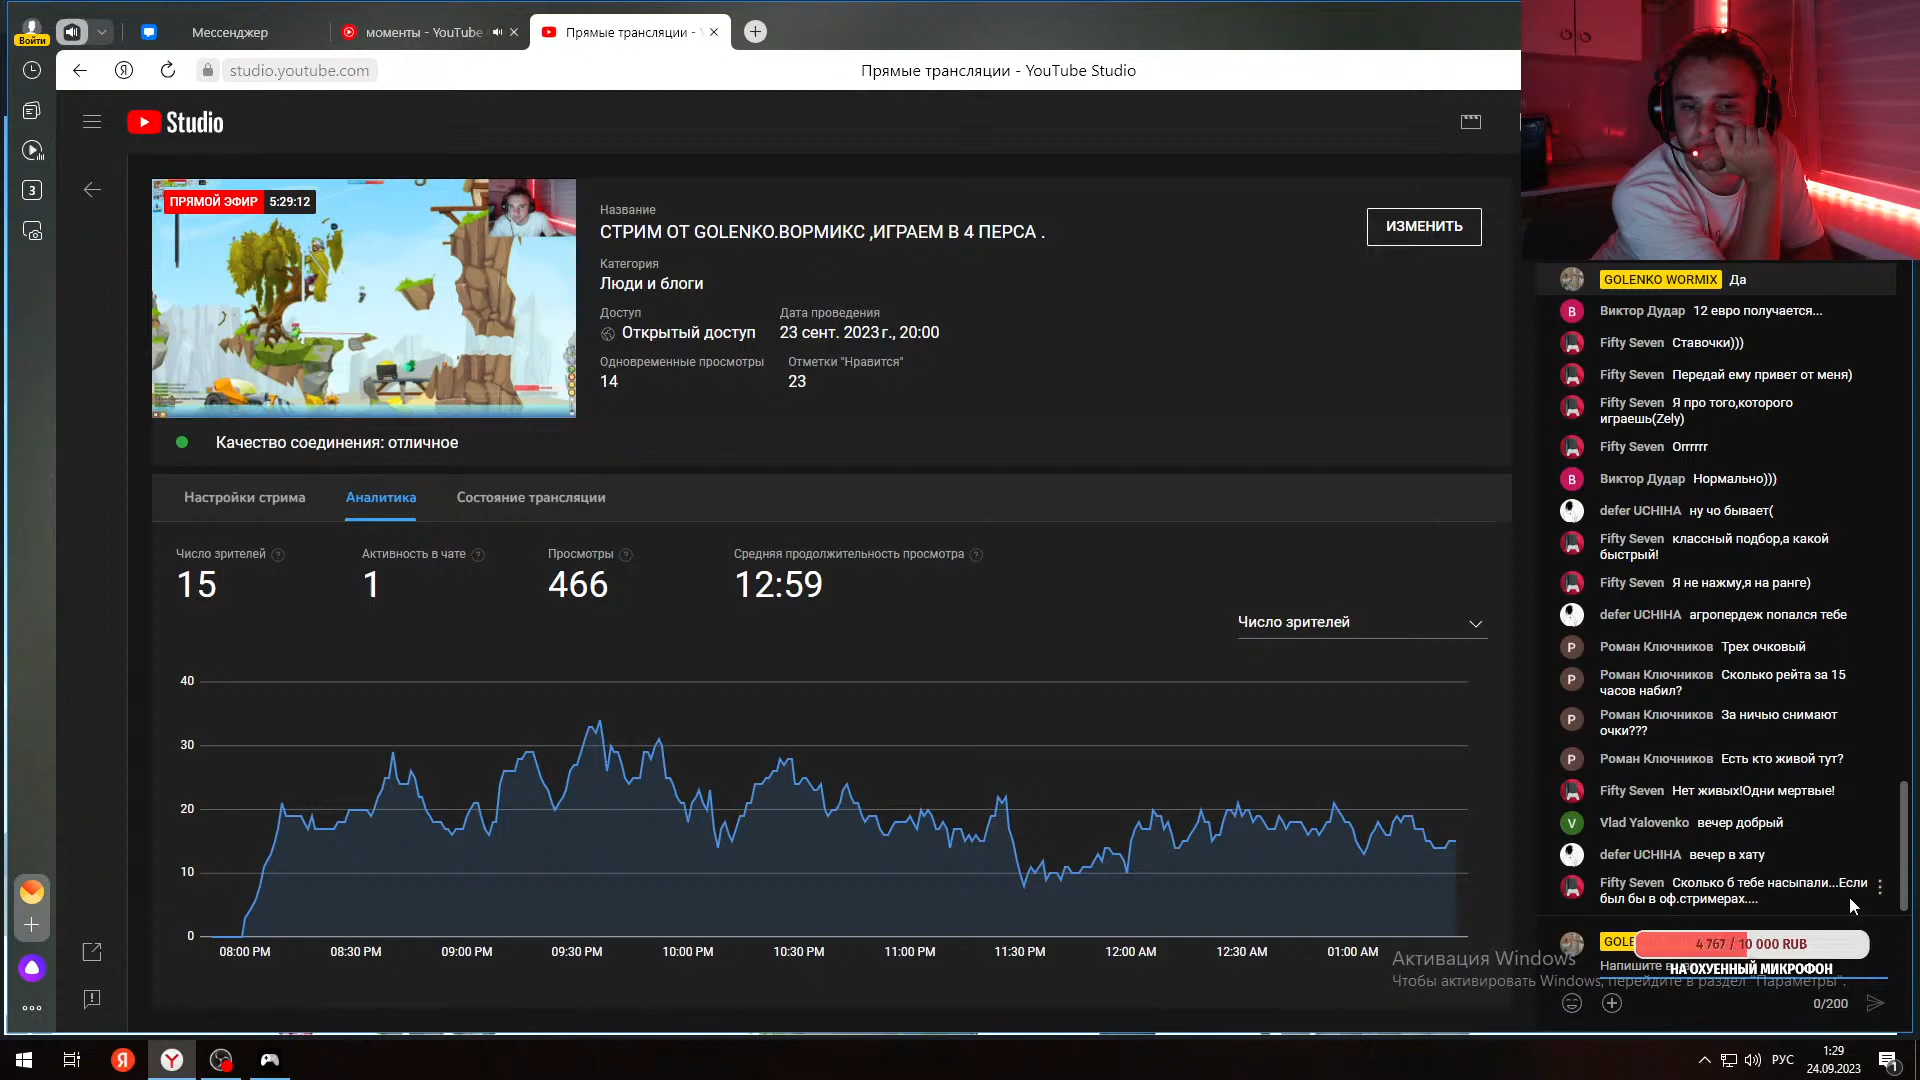 Войти
Мессенджер
моменты - YouTube
Прямые трансляции -
studio.youtube.com
Прямые трансляции - YouTube Studio
3
Studio
ПРЯМОЙ ЭФИР 5:29:12
Название
СТРИМ ОТ GOLENKO.ВОРМИКС ,ИГРАЕМ В 4 ПЕРСА .
ИЗМЕНИТЬ
Категория
Люди и блоги
Доступ
Открытый доступ
Дата проведения
23 сент. 2023 г., 20:00
Одновременные просмотры
14
Отметки "Нравится"
23
Качество соединения: отличное
Настройки стрима
Аналитика
Состояние трансляции
Число зрителей
15
Активность в чате
1
Просмотры
466
Средняя продолжительность просмотра
12:59
Число зрителей
40
30
20
10
0
08:00 PM
08:30 PM
09:00 PM
09:30 PM
10:00 PM
10:30 PM
11:00 PM
11:30 PM
12:00 AM
12:30 AM
01:00 AM
GOLENKO WORMIX Да
Виктор Дудар 12 евро получается...
Fifty Seven Ставочки)))
Fifty Seven Передай ему привет от меня)
Fifty Seven Я про того,которого
играешь(Zely)
Fifty Seven Orrrrrr
Виктор Дудар Нормально)))
defer UCHIHA ну чо бывает(
Fifty Seven классный подбор,а какой
быстрый!
Fifty Seven Я не нажму,я на ранге)
defer UCHIHA агропердеж попался тебе
Роман Ключников Трех очковый
Роман Ключников Сколько рейта за 15
часов набил?
Роман Ключников За ничью снимают
очки???
Роман Ключников Есть кто живой тут?
Fifty Seven Нет живых!Одни мертвые!
Vlad Yalovenko вечер добрый
defer UCHIHA вечер в хату
Fifty Seven Сколько б тебе насыпали...Если
был бы в оф.стримерах....
4 767 / 10 000 RUB
НА ОХУЕННЫЙ МИКРОФОН
Напишите в
0/200
Активация Windows
Чтобы активировать Windows, перейдите в раздел "Параметры".
РУС
1:29
24.09.2023
1